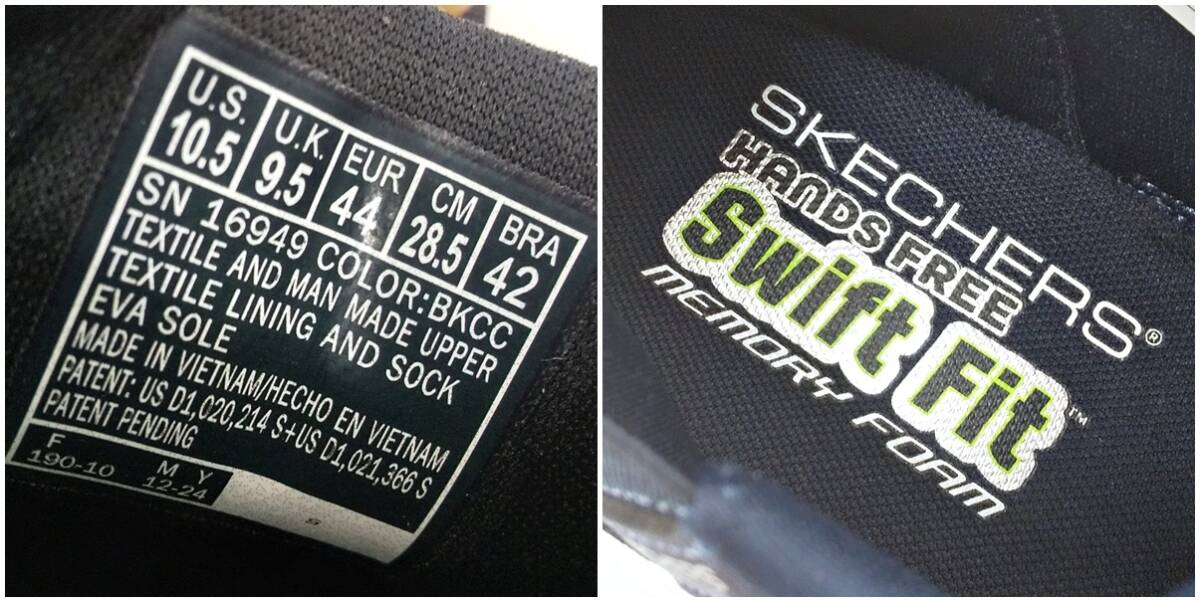 U.S. U.K. EUR CM BRA
10.5 9.5 44 28.5 42
SN 16949 COLOR:BKCC
TEXTILE AND MAN MADE UPPER
TEXTILE LINING AND SOCK
EVA SOLE
MADE IN VIETNAM/HECHO EN VIETNAM
PATENT: US D1,020,214 S+US D1,021,366 S
PATENT PENDING
F M Y
190-10 12-24
S
SKECHERS®
HANDS FREE
Swift Fit™
MEMORY FOAM